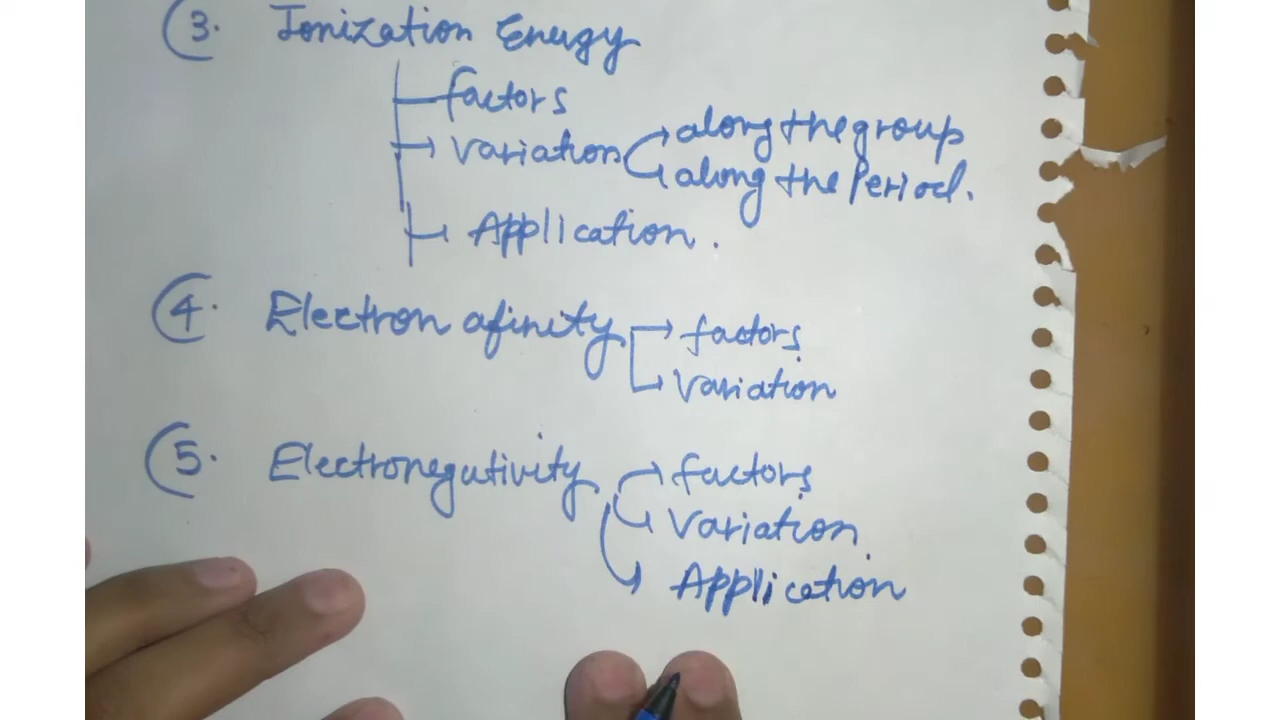 3. Ionization Energy
factors
variation along the group
along the Period.
Application.
4. Electron afinity factors
variation
5. Electronegativity factors
Variation
Application